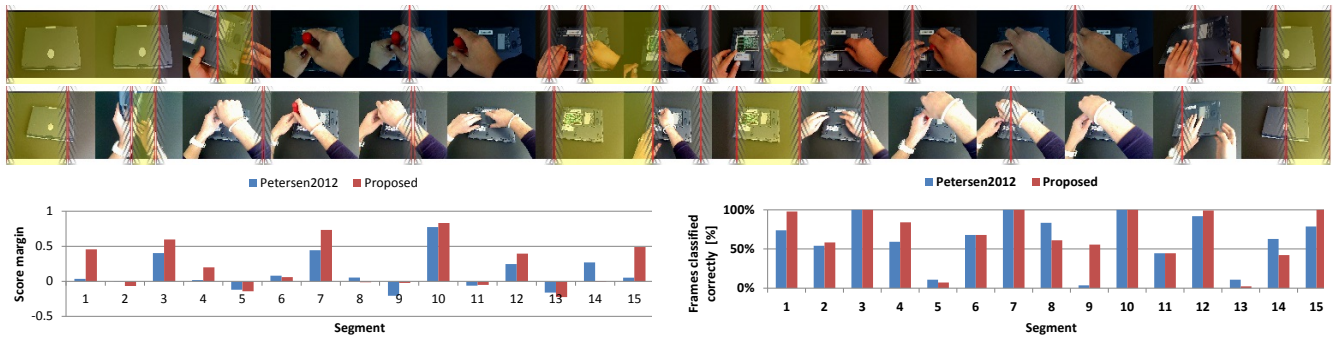 Petersen2012 Proposed
Score margin
1
0.5
0
-0.5
1 2 3 4 5 6 7 8 9 10 11 12 13 14 15
Segment
Petersen2012 Proposed
Frames classified
correctly [%]
100%
50%
0%
1 2 3 4 5 6 7 8 9 10 11 12 13 14 15
Segment